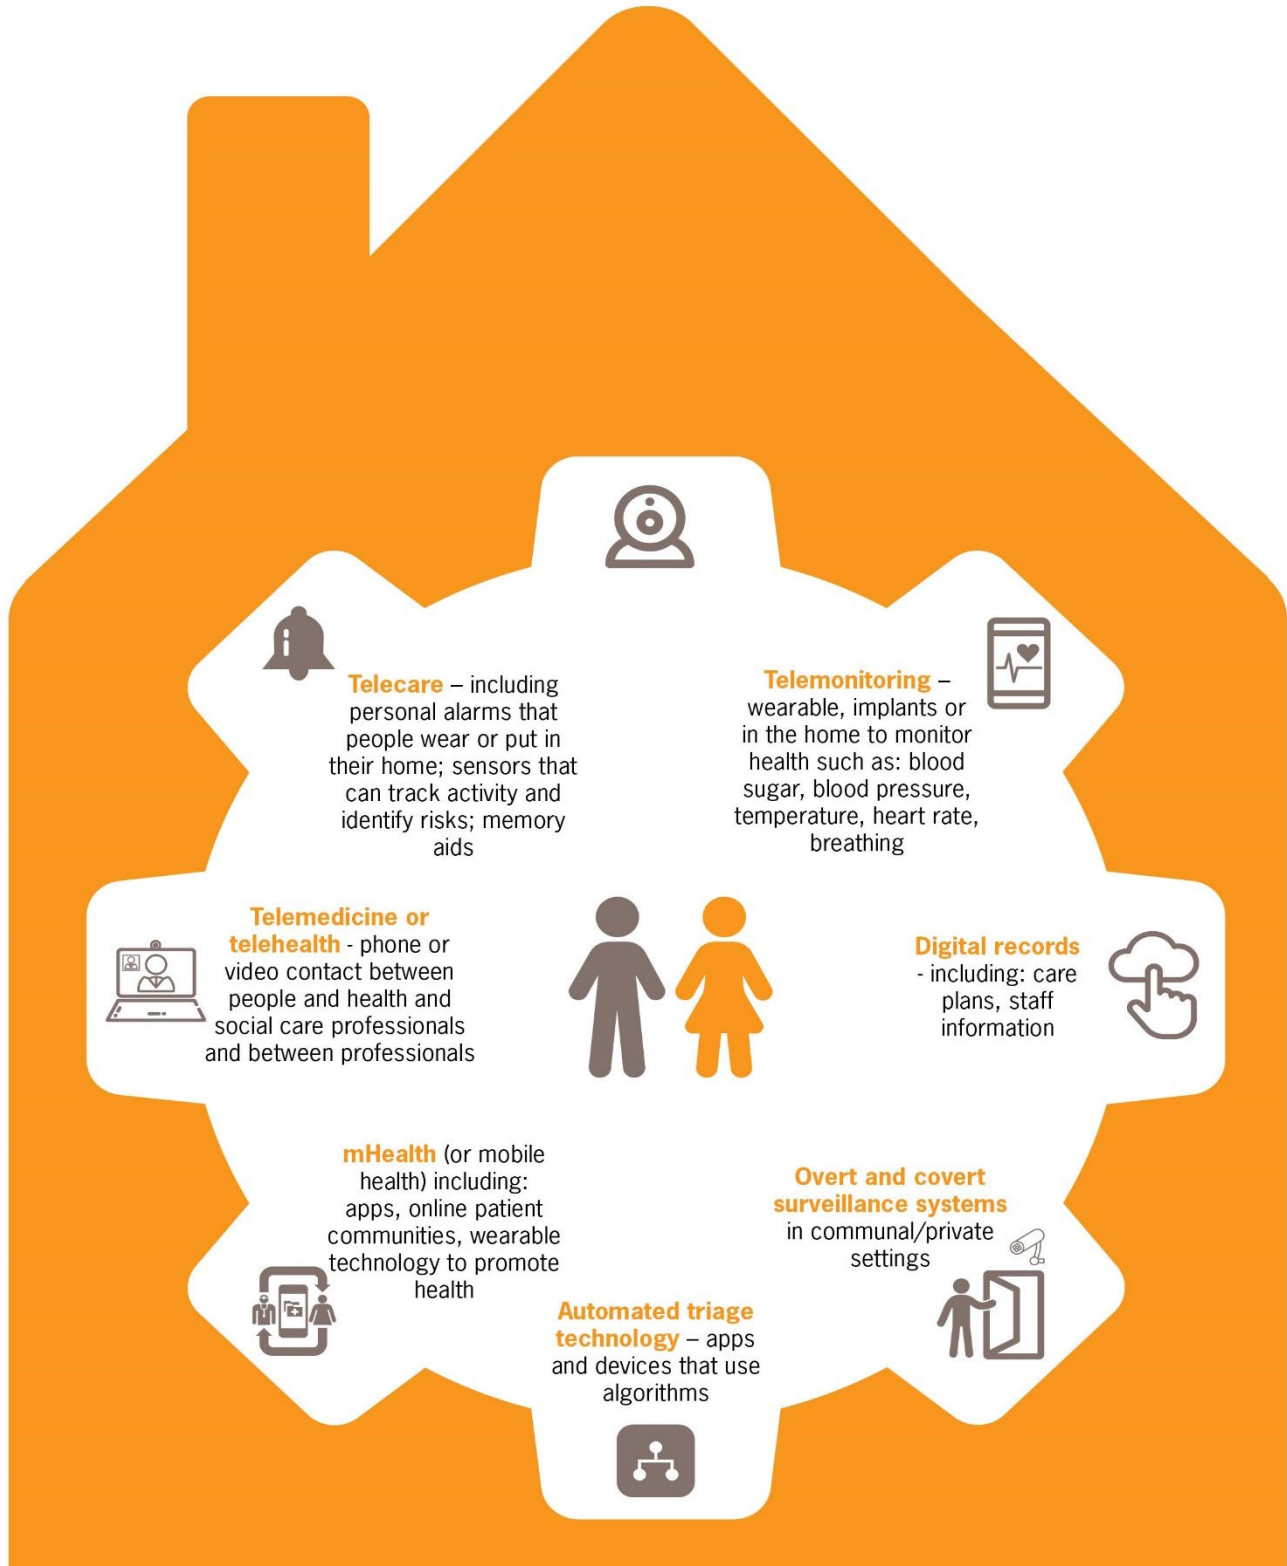 Telecare – including
personal alarms that
people wear or put in
their home; sensors that
can track activity and
identify risks; memory
aids
Telemonitoring –
wearable, implants or
in the home to monitor
health such as: blood
sugar, blood pressure,
temperature, heart rate,
breathing
Telemedicine or
telehealth - phone or
video contact between
people and health and
social care professionals
and between professionals
Digital records
- including: care
plans, staff
information
mHealth (or mobile
health) including:
apps, online patient
communities, wearable
technology to promote
health
Overt and covert
surveillance systems
in communal/private
settings
Automated triage
technology – apps
and devices that use
algorithms